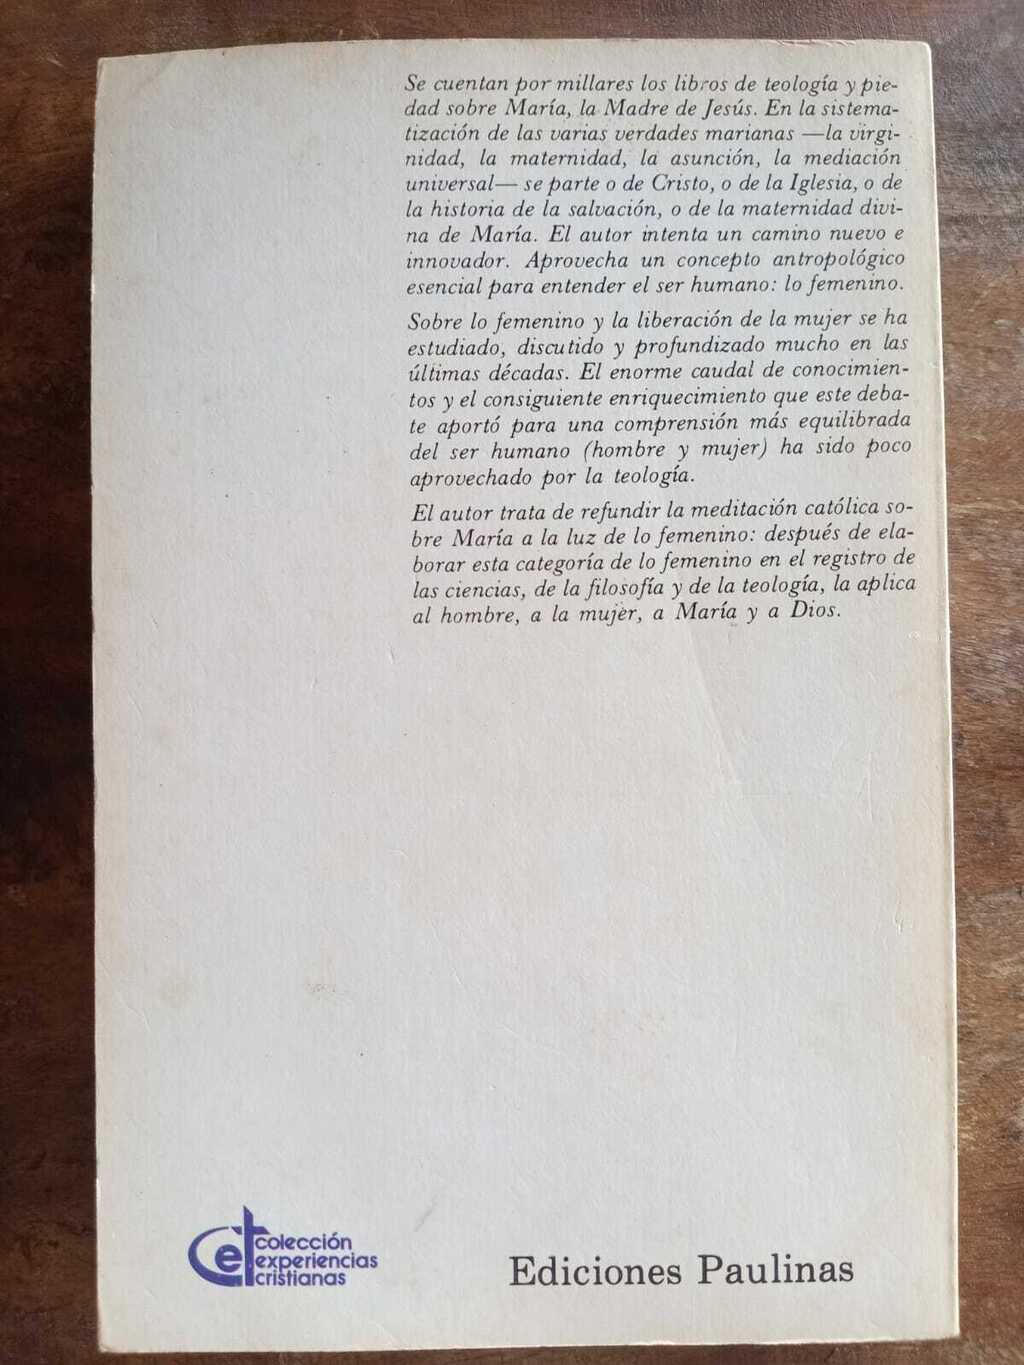 Se cuentan por millares los libros de teología y pie-
dad sobre María, la Madre de Jesús. En la sistema-
tización de las varias verdades marianas —la virgi-
nidad, la maternidad, la asunción, la mediación
universal— se parte o de Cristo, o de la Iglesia, o de
la historia de la salvación, o de la maternidad divi-
na de María. El autor intenta un camino nuevo e
innovador. Aprovecha un concepto antropológico
esencial para entender el ser humano: lo femenino.
Sobre lo femenino y la liberación de la mujer se ha
estudiado, discutido y profundizado mucho en las
últimas décadas. El enorme caudal de conocimien-
tos y el consiguiente enriquecimiento que este deba-
te aportó para una comprensión más equilibrada
del ser humano (hombre y mujer) ha sido poco
aprovechado por la teología.
El autor trata de refundir la meditación católica so-
bre María a la luz de lo femenino: después de ela-
borar esta categoría de lo femenino en el registro de
las ciencias, de la filosofía y de la teología, la aplica
al hombre, a la mujer, a María y a Dios.
colección
experiencias
cristianas
Ediciones Paulinas